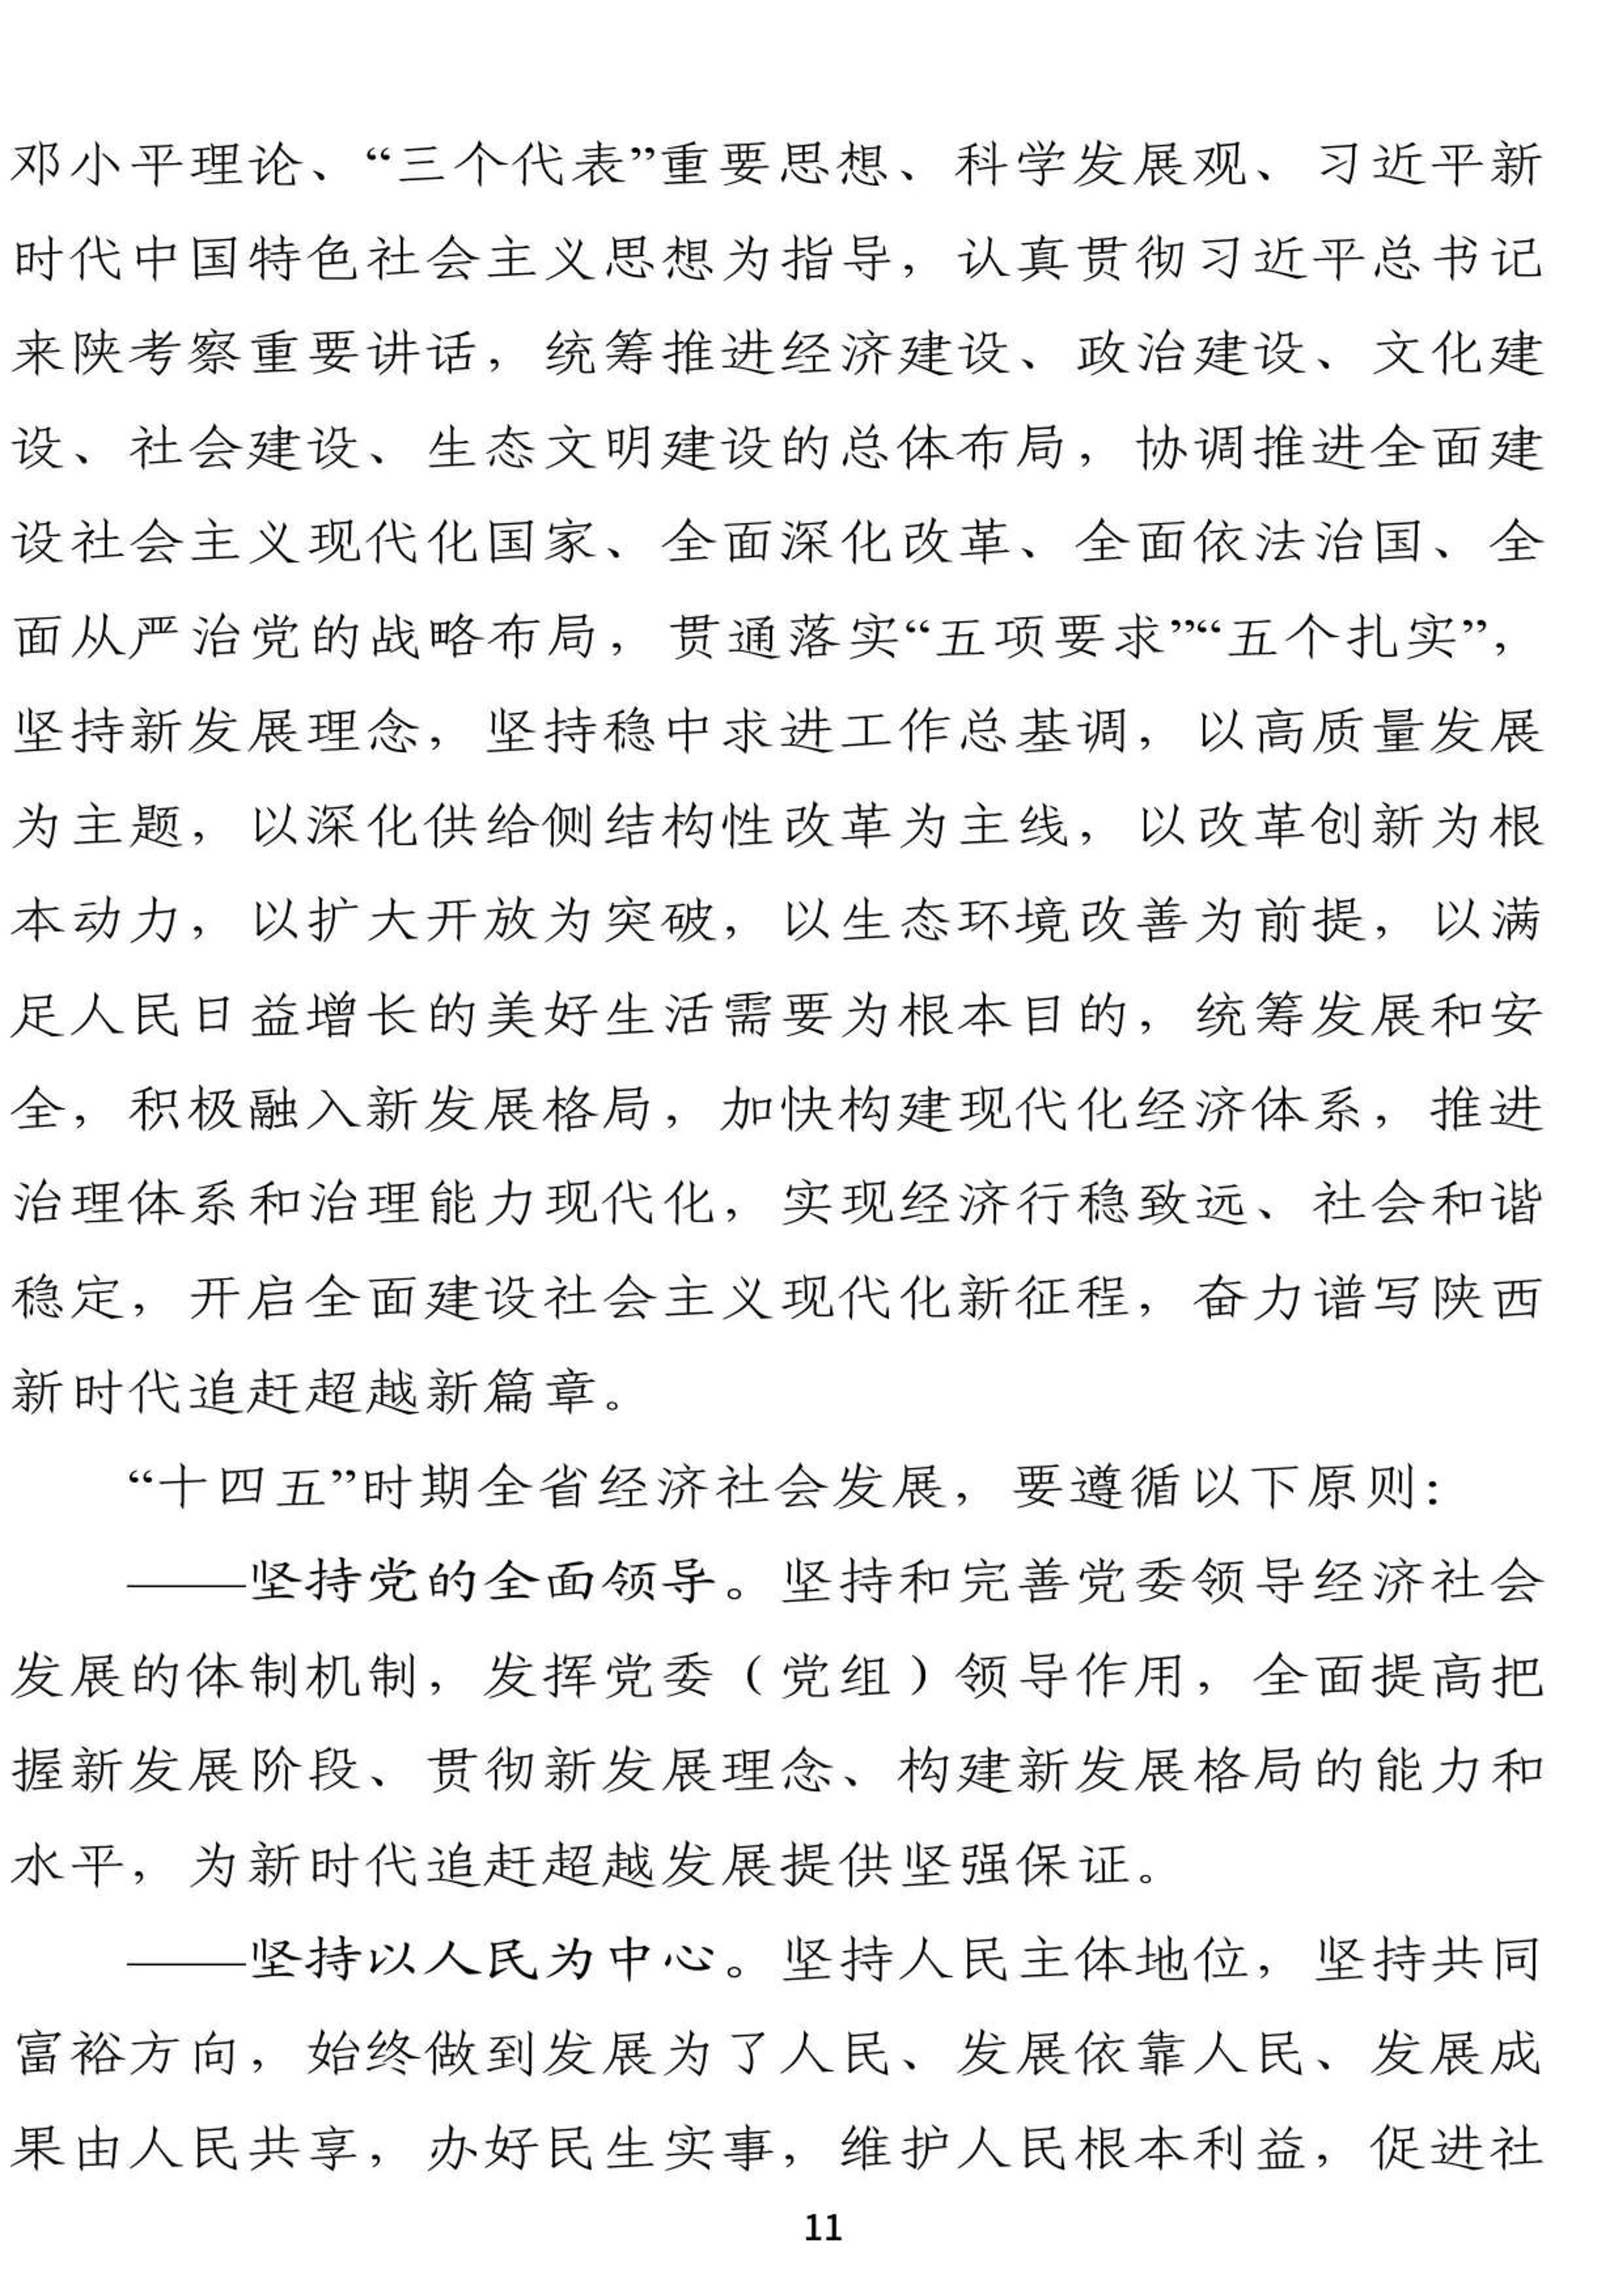 邓小平理论、“三个代表”重要思想、科学发展观、习近平新
时代中国特色社会主义思想为指导，认真贯彻习近平总书记
来陕考察重要讲话，统筹推进经济建设、政治建设、文化建
设、社会建设、生态文明建设的总体布局，协调推进全面建
设社会主义现代化国家、全面深化改革、全面依法治国、全
面从严治党的战略布局，贯通落实“五项要求”“五个扎实”，
坚持新发展理念，坚持稳中求进工作总基调，以高质量发展
为主题，以深化供给侧结构性改革为主线，以改革创新为根
本动力，以扩大开放为突破，以生态环境改善为前提，以满
足人民日益增长的美好生活需要为根本目的，统筹发展和安
全，积极融入新发展格局，加快构建现代化经济体系，推进
治理体系和治理能力现代化，实现经济行稳致远、社会和谐
稳定，开启全面建设社会主义现代化新征程，奋力谱写陕西
新时代追赶超越新篇章。
“十四五”时期全省经济社会发展，要遵循以下原则：
——坚持党的全面领导。坚持和完善党委领导经济社会
发展的体制机制，发挥党委（党组）领导作用，全面提高把
握新发展阶段、贯彻新发展理念、构建新发展格局的能力和
水平，为新时代追赶超越发展提供坚强保证。
——坚持以人民为中心。坚持人民主体地位，坚持共同
富裕方向，始终做到发展为了人民、发展依靠人民、发展成
果由人民共享，办好民生实事，维护人民根本利益，促进社
11